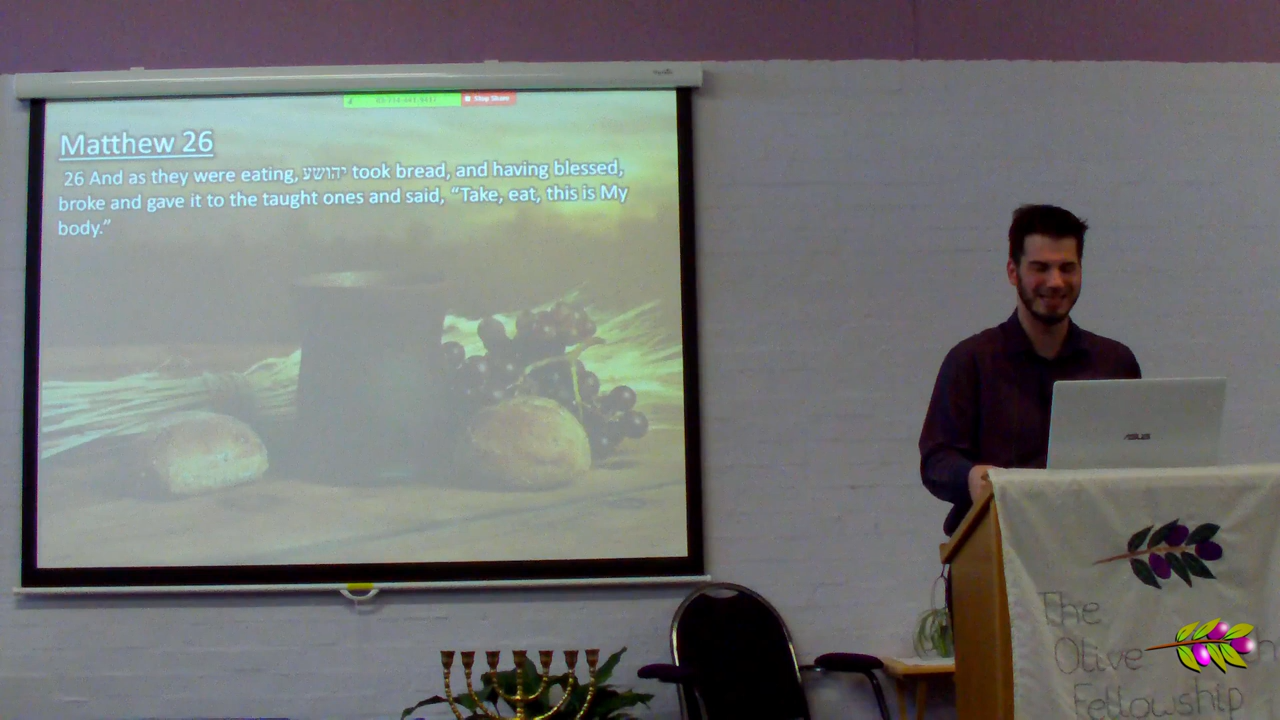 Stop Share
Matthew 26
26 And as they were eating, יהושע took bread, and having blessed,
broke and gave it to the taught ones and said, “Take, eat, this is My
body.”
ASUS
The
Olive
Fellowship